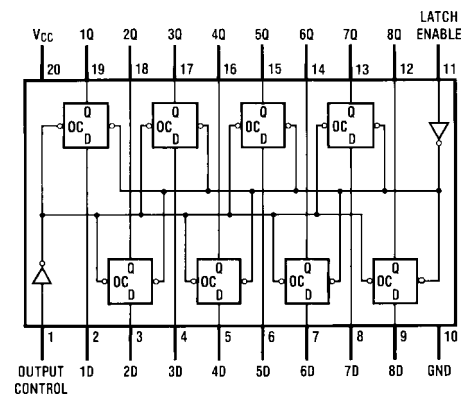 LATCH
VCC 1Q 2Q 3Q 4Q 5Q 6Q 7Q 8Q ENABLE
20 19 18 17 16 15 14 13 12 11
Q Q Q Q
OC OC OC OC
D D D D
Q Q Q Q
OC OC OC OC
D D D D
1 2 3 4 5 6 7 8 9 10
OUTPUT 1D 2D 3D 4D 5D 6D 7D 8D GND
CONTROL